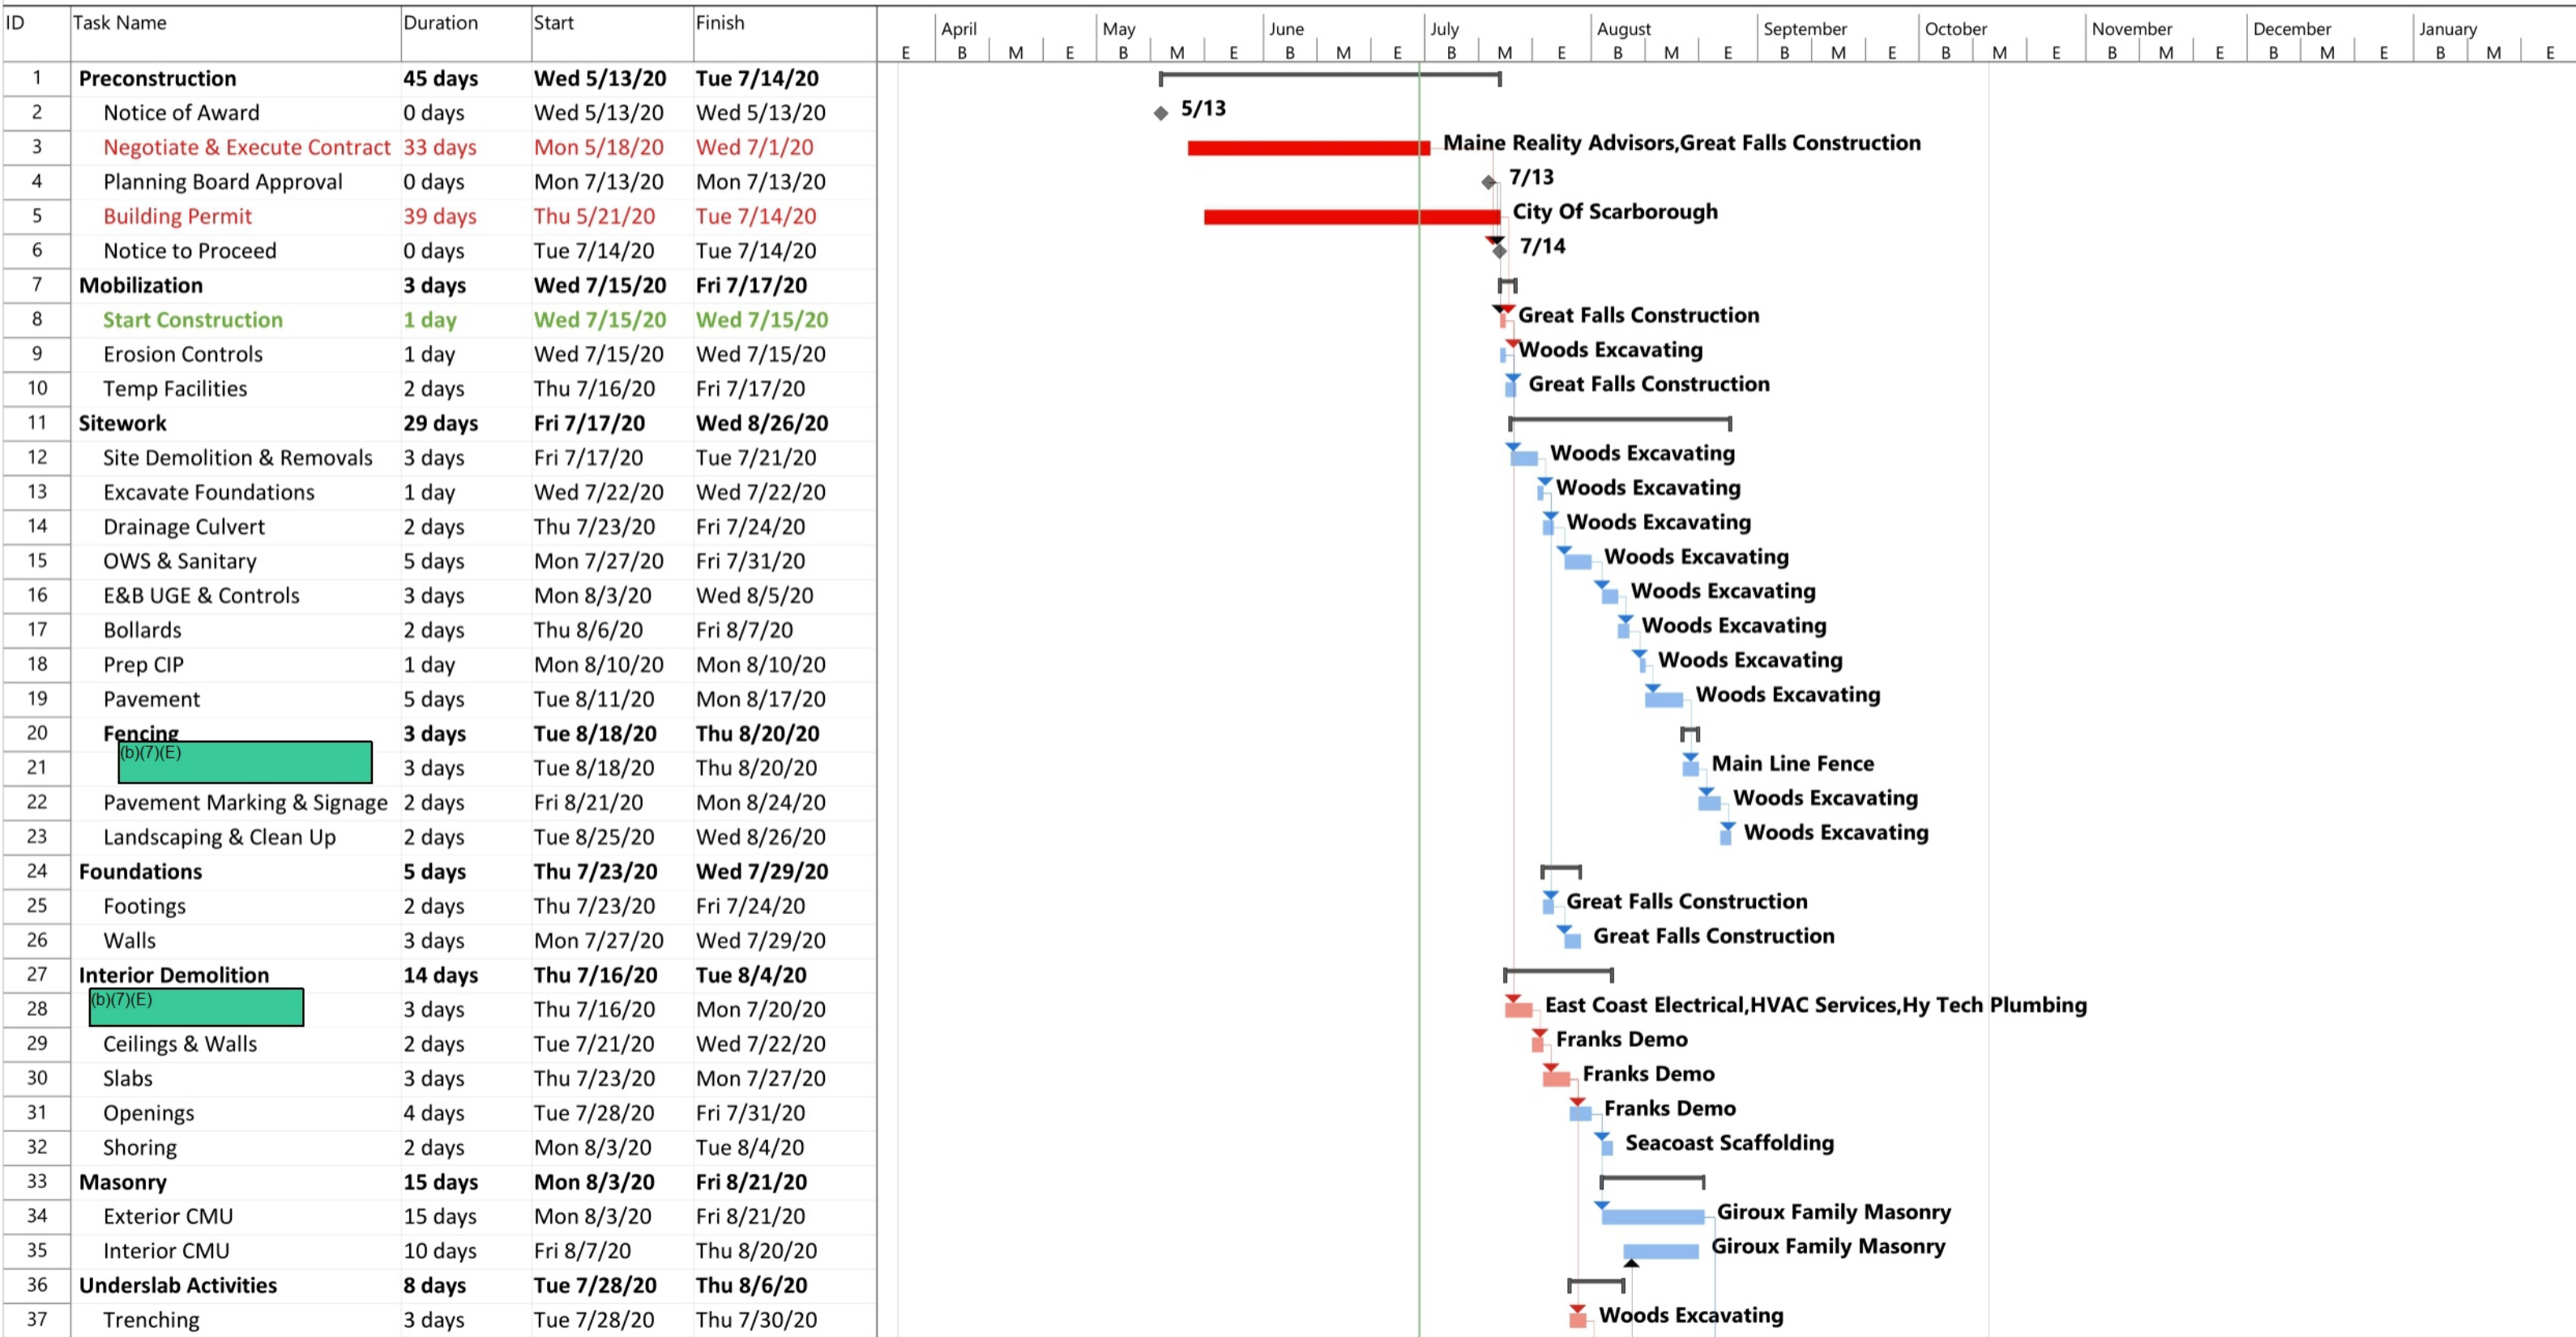 ID Task Name Duration Start Finish April May June July August September October November December January
E B M E B M E B M E B M E B M E B M E B M E B M E B M E B M E
1 Preconstruction 45 days Wed 5/13/20 Tue 7/14/20
2 Notice of Award 0 days Wed 5/13/20 Wed 5/13/20 5/13
3 Negotiate & Execute Contract 33 days Mon 5/18/20 Wed 7/1/20 Maine Reality Advisors,Great Falls Construction
4 Planning Board Approval 0 days Mon 7/13/20 Mon 7/13/20 7/13
5 Building Permit 39 days Thu 5/21/20 Tue 7/14/20 City Of Scarborough
6 Notice to Proceed 0 days Tue 7/14/20 Tue 7/14/20 7/14
7 Mobilization 3 days Wed 7/15/20 Fri 7/17/20
8 Start Construction 1 day Wed 7/15/20 Wed 7/15/20 Great Falls Construction
9 Erosion Controls 1 day Wed 7/15/20 Wed 7/15/20 Woods Excavating
10 Temp Facilities 2 days Thu 7/16/20 Fri 7/17/20 Great Falls Construction
11 Sitework 29 days Fri 7/17/20 Wed 8/26/20
12 Site Demolition & Removals 3 days Fri 7/17/20 Tue 7/21/20 Woods Excavating
13 Excavate Foundations 1 day Wed 7/22/20 Wed 7/22/20 Woods Excavating
14 Drainage Culvert 2 days Thu 7/23/20 Fri 7/24/20 Woods Excavating
15 OWS & Sanitary 5 days Mon 7/27/20 Fri 7/31/20 Woods Excavating
16 E&B UGE & Controls 3 days Mon 8/3/20 Wed 8/5/20 Woods Excavating
17 Bollards 2 days Thu 8/6/20 Fri 8/7/20 Woods Excavating
18 Prep CIP 1 day Mon 8/10/20 Mon 8/10/20 Woods Excavating
19 Pavement 5 days Tue 8/11/20 Mon 8/17/20 Woods Excavating
20 Fencing 3 days Tue 8/18/20 Thu 8/20/20
21 (b)(7)(E) 3 days Tue 8/18/20 Thu 8/20/20 Main Line Fence
22 Pavement Marking & Signage 2 days Fri 8/21/20 Mon 8/24/20 Woods Excavating
23 Landscaping & Clean Up 2 days Tue 8/25/20 Wed 8/26/20 Woods Excavating
24 Foundations 5 days Thu 7/23/20 Wed 7/29/20
25 Footings 2 days Thu 7/23/20 Fri 7/24/20 Great Falls Construction
26 Walls 3 days Mon 7/27/20 Wed 7/29/20 Great Falls Construction
27 Interior Demolition 14 days Thu 7/16/20 Tue 8/4/20
28 (b)(7)(E) 3 days Thu 7/16/20 Mon 7/20/20 East Coast Electrical,HVAC Services,Hy Tech Plumbing
29 Ceilings & Walls 2 days Tue 7/21/20 Wed 7/22/20 Franks Demo
30 Slabs 3 days Thu 7/23/20 Mon 7/27/20 Franks Demo
31 Openings 4 days Tue 7/28/20 Fri 7/31/20 Franks Demo
32 Shoring 2 days Mon 8/3/20 Tue 8/4/20 Seacoast Scaffolding
33 Masonry 15 days Mon 8/3/20 Fri 8/21/20
34 Exterior CMU 15 days Mon 8/3/20 Fri 8/21/20 Giroux Family Masonry
35 Interior CMU 10 days Fri 8/7/20 Thu 8/20/20 Giroux Family Masonry
36 Underslab Activities 8 days Tue 7/28/20 Thu 8/6/20
37 Trenching 3 days Tue 7/28/20 Thu 7/30/20 Woods Excavating